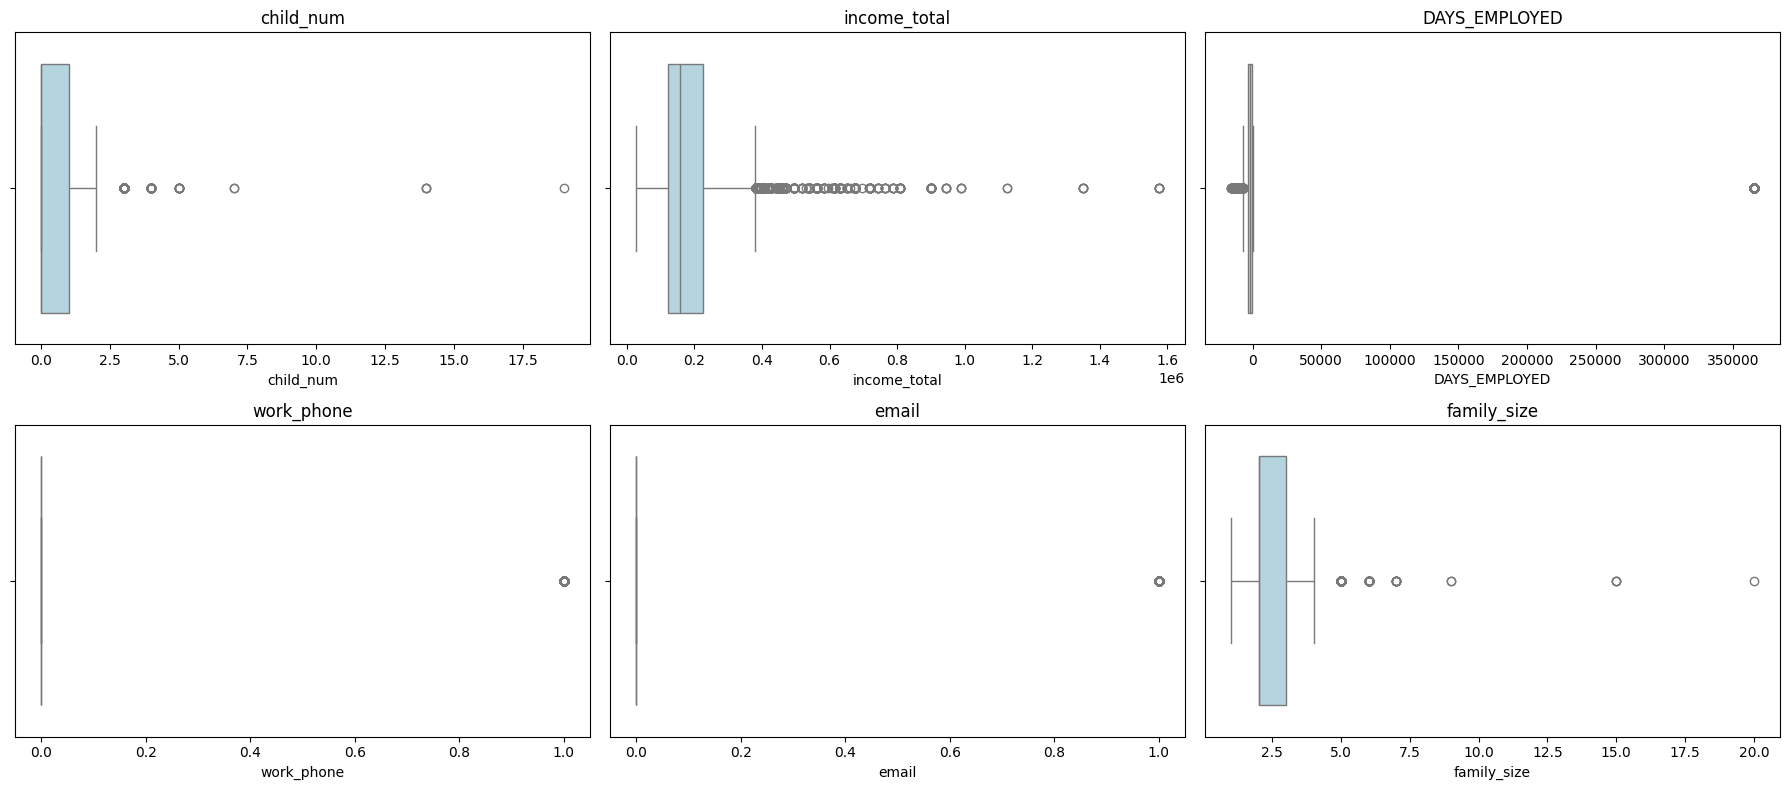 child_num income_total DAYS_EMPLOYED
0.0 2.5 5.0 7.5 10.0 12.5 15.0 17.5 0.0 0.2 0.4 0.6 0.8 1.0 1.2 1.4 1.6 0 50000 100000 150000 200000 250000 300000 350000
child_num income_total 1e6 DAYS_EMPLOYED
work_phone email family_size
0.0 0.2 0.4 0.6 0.8 1.0 0.0 0.2 0.4 0.6 0.8 1.0 2.5 5.0 7.5 10.0 12.5 15.0 17.5 20.0
work_phone email family_size